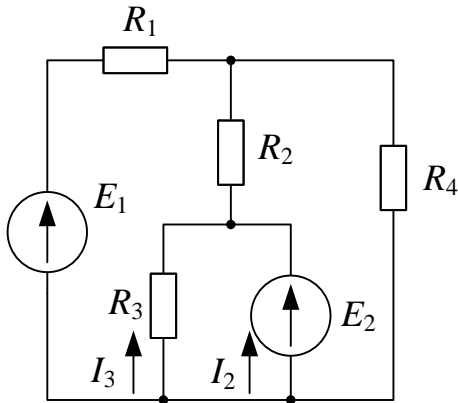 R₁
R₂
R₄
E₁
R₃
E₂
I₃
I₂